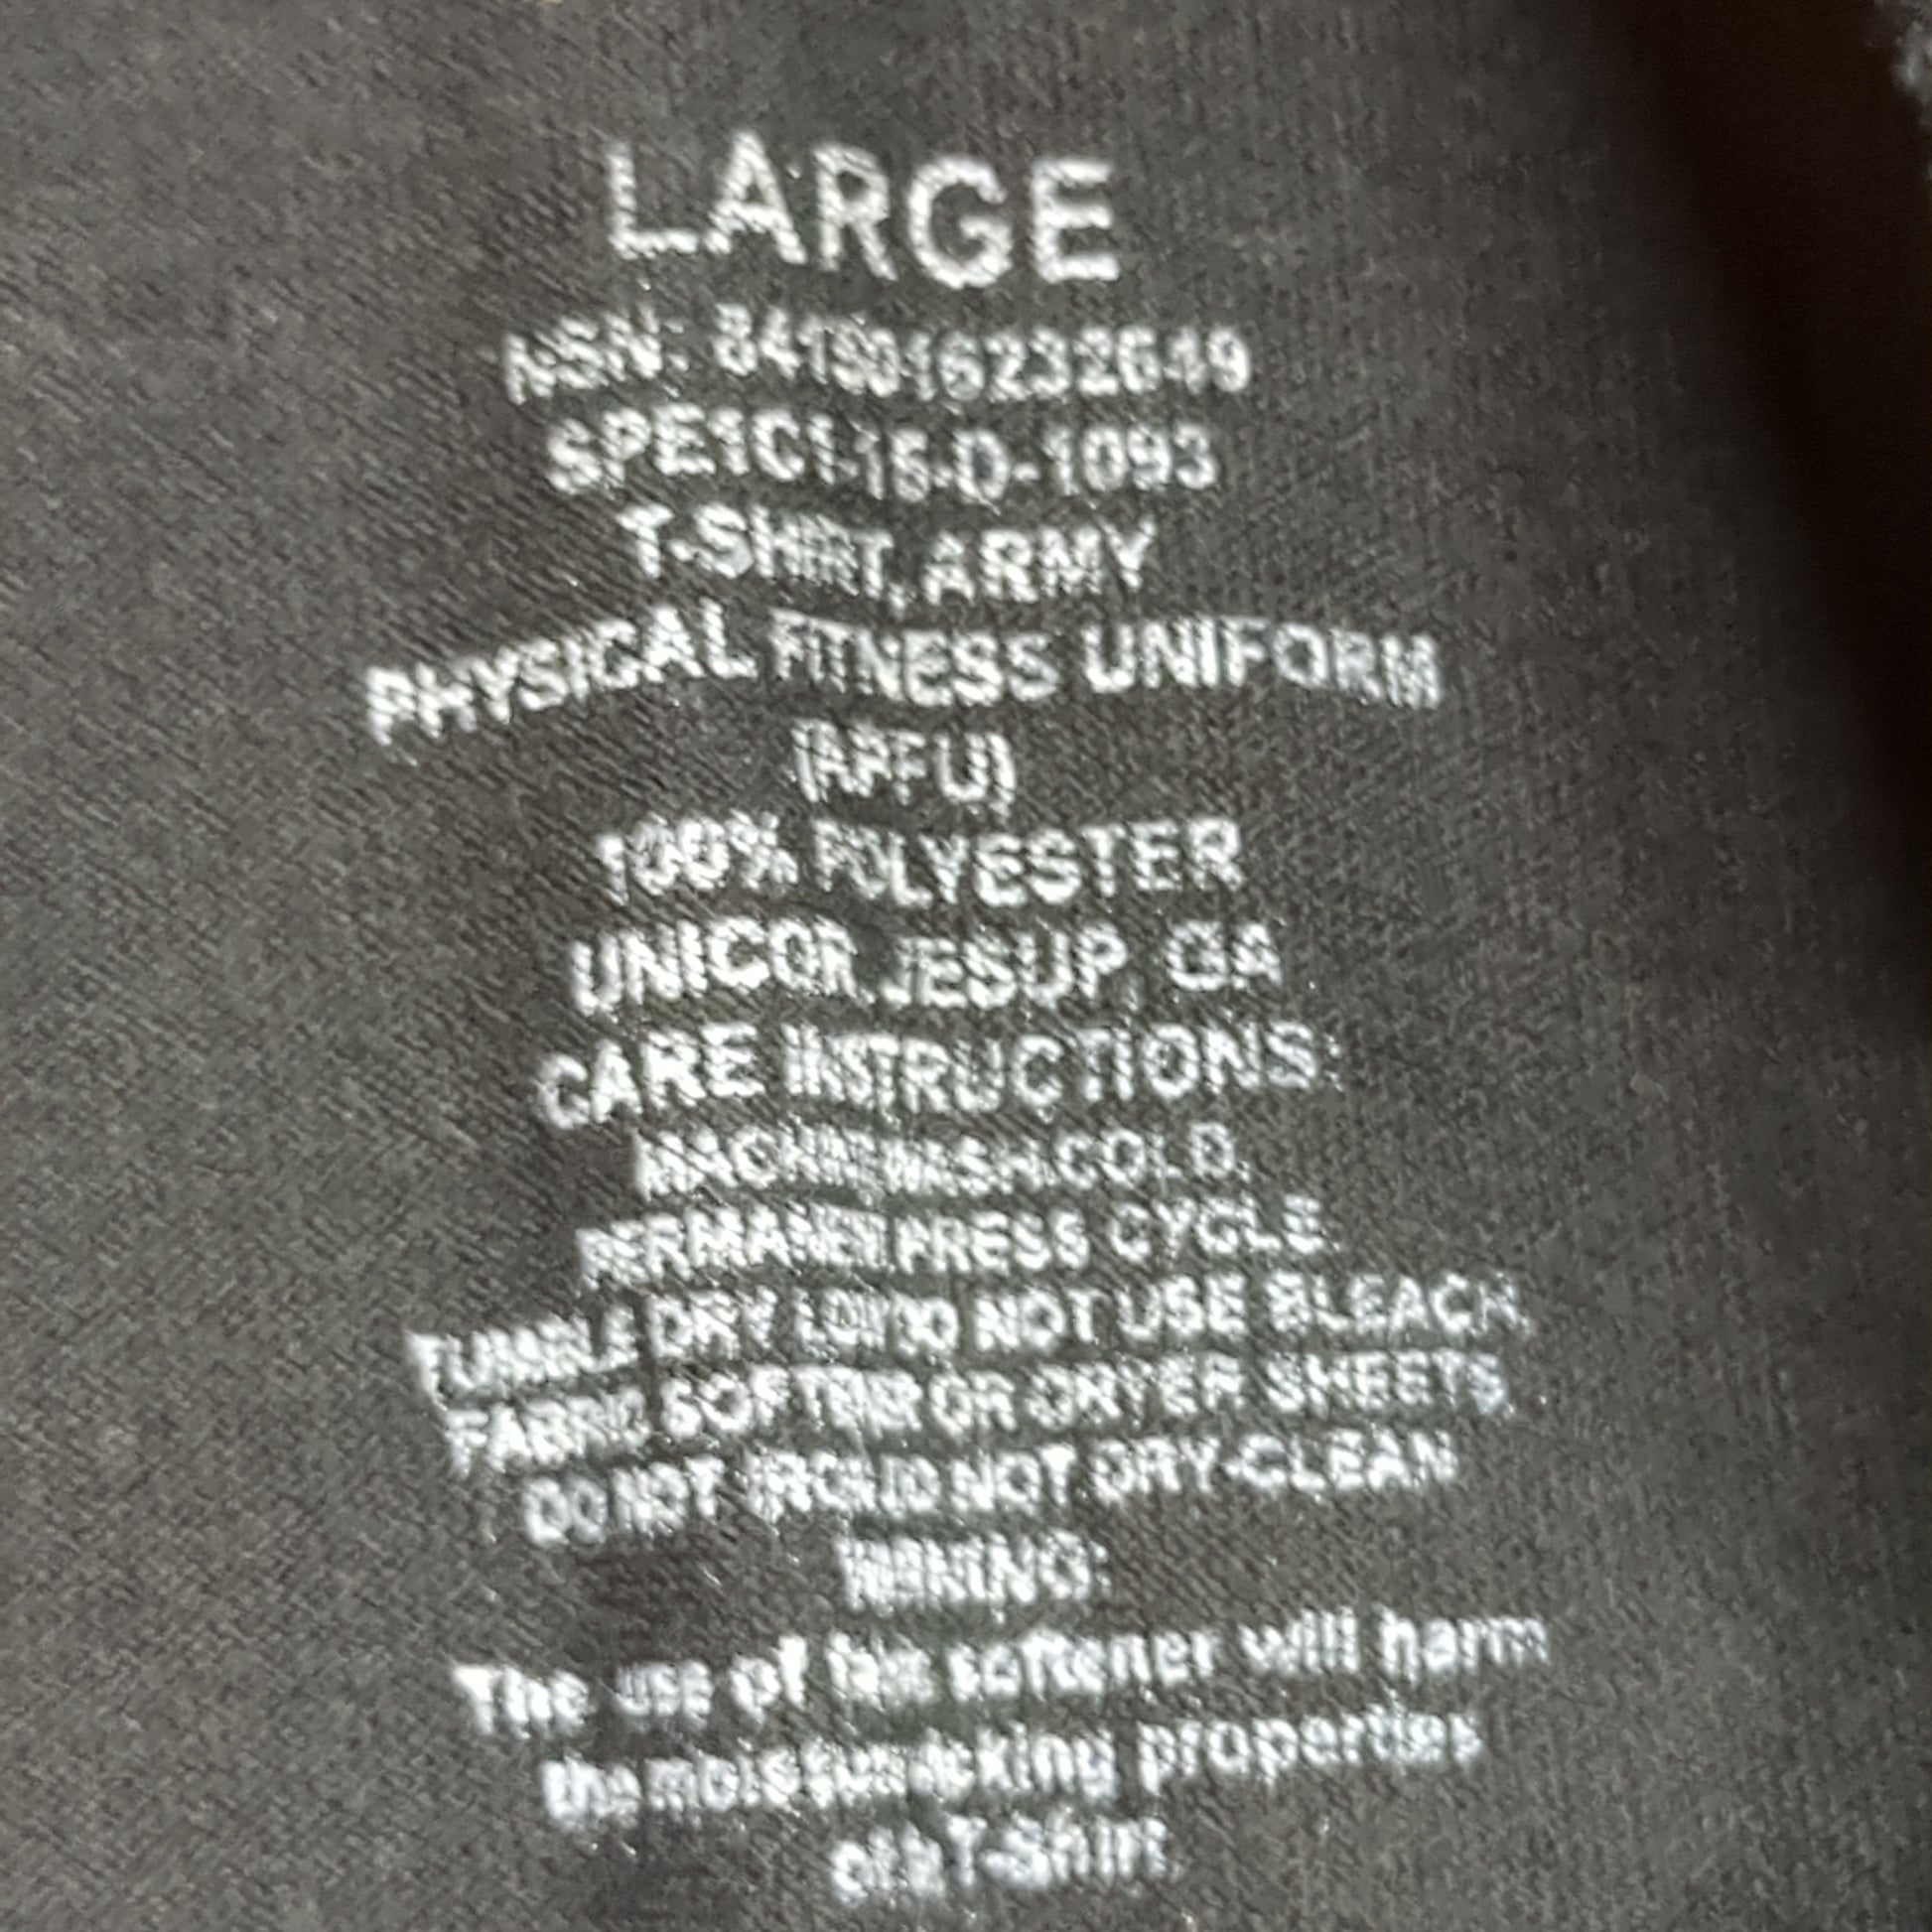 LARGE
NSN: 8415016232649
SPE1C1-15-D-1093
T-SHIRT, ARMY
PHYSICAL FITNESS UNIFORM
(APFU)
100% POLYESTER
UNICOR, JESUP, GA
CARE INSTRUCTIONS:
MACHINE WASH COLD,
PERMANENT PRESS CYCLE.
TUMBLE DRY LOW DO NOT USE BLEACH,
FABRIC SOFTENER OR DRYER SHEETS,
DO NOT IRON, DO NOT DRY-CLEAN
WARNING:
The use of fabric softener will harm
the moisture wicking properties
of the T-Shirt.